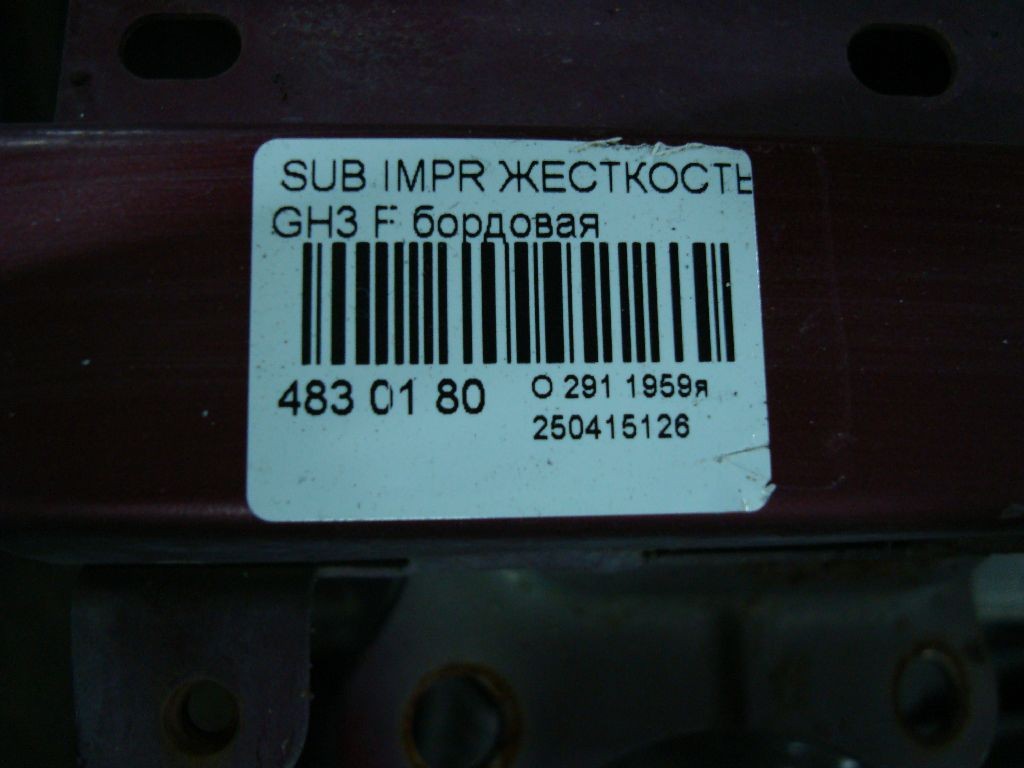 SUB IMPR ЖЕСТКОСТЬ
GH3 F бордовая
483 01 80
О 291 1959я
250415126